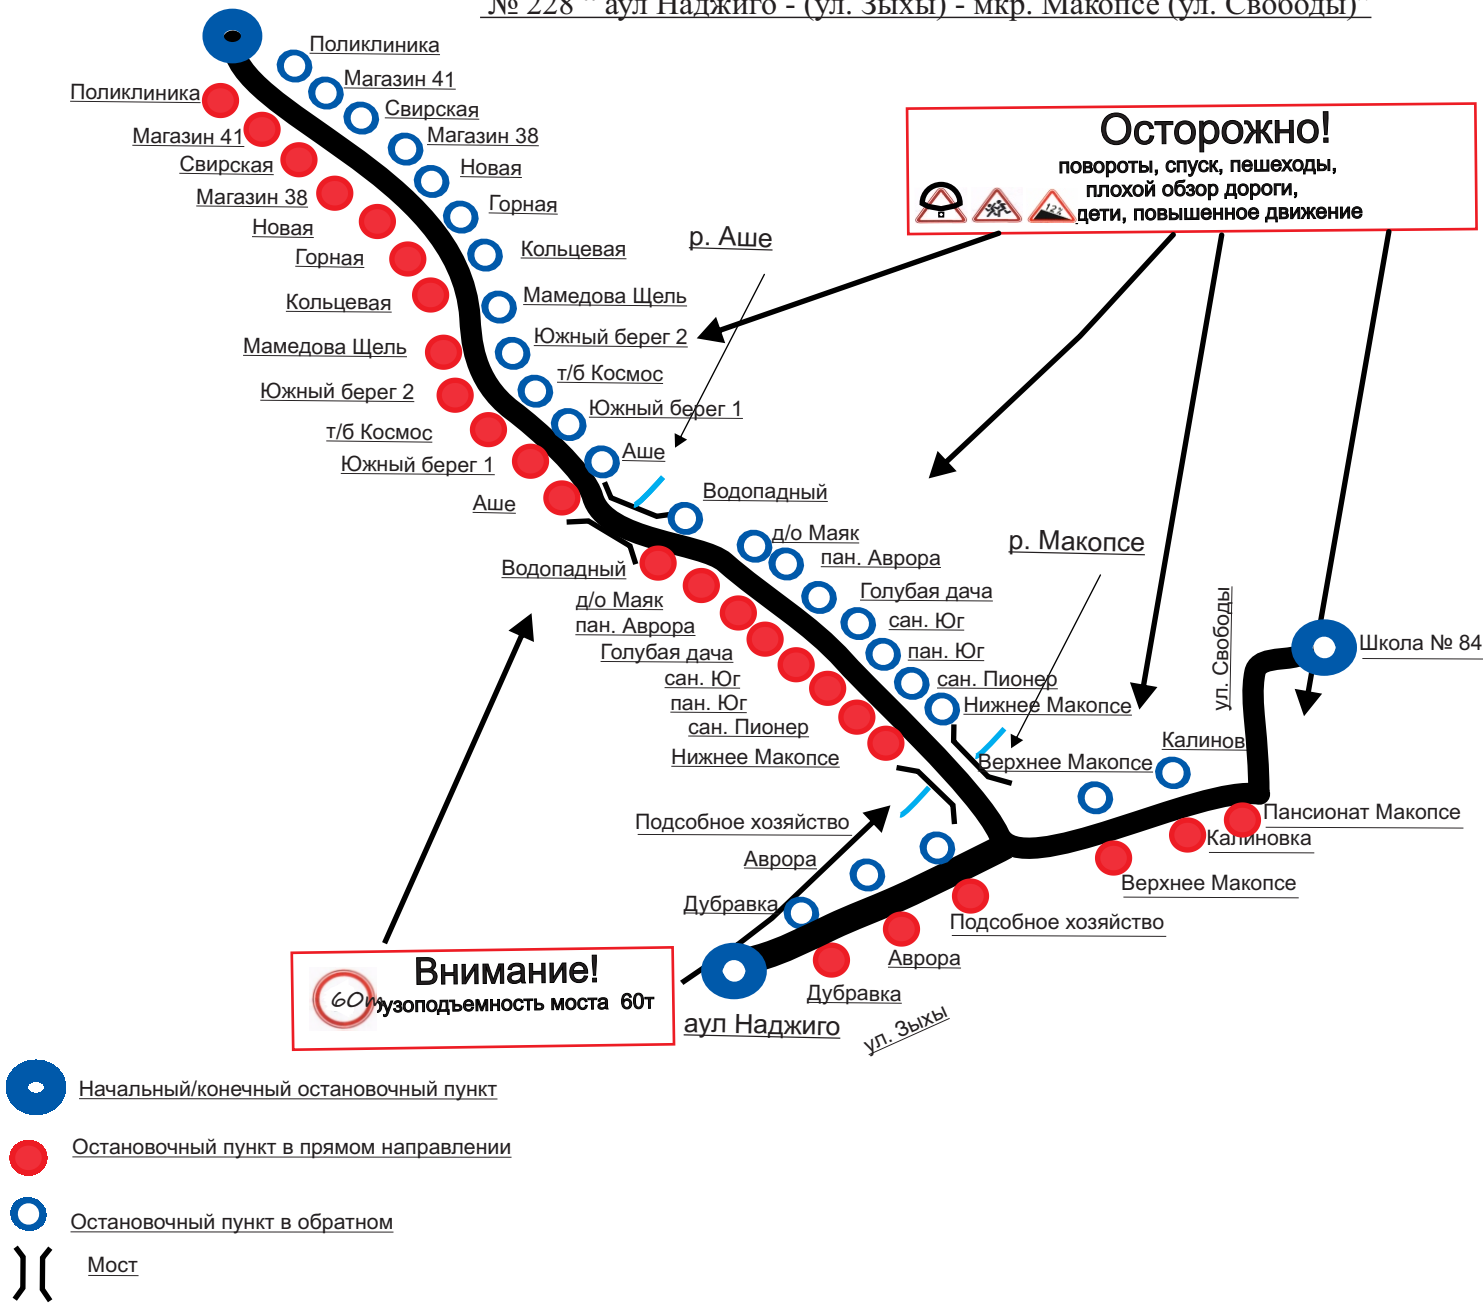 № 228 " аул Наджиго - (ул. Зыхы) - мкр. Макопсе (ул. Свободы)"
Поликлиника
Магазин 41
Свирская
Магазин 38
Новая
Горная
Кольцевая
Мамедова Щель
Южный берег 2
т/б Космос
Южный берег 1
Аше
Водопадный
д/о Маяк
пан. Аврора
Голубая дача
сан. Юг
пан. Юг
сан. Пионер
Нижнее Макопсе
Верхнее Макопсе
Калинов
Поликлиника
Магазин 41
Свирская
Магазин 38
Новая
Горная
Кольцевая
Мамедова Щель
Южный берег 2
т/б Космос
Южный берег 1
Аше
Водопадный
д/о Маяк
пан. Аврора
Голубая дача
сан. Юг
пан. Юг
сан. Пионер
Нижнее Макопсе
Осторожно!
повороты, спуск, пешеходы,
плохой обзор дороги,
дети, повышенное движение
12%
р. Аше
р. Макопсе
ул. Свободы
Школа № 84
Пансионат Макопсе
Калиновка
Верхнее Макопсе
Подсобное хозяйство
Аврора
Дубравка
Подсобное хозяйство
Аврора
Дубравка
аул Наджиго
ул. Зыхы
Внимание!
60т
узоподъемность моста 60т
Начальный/конечный остановочный пункт
Остановочный пункт в прямом направлении
Остановочный пункт в обратном
Мост